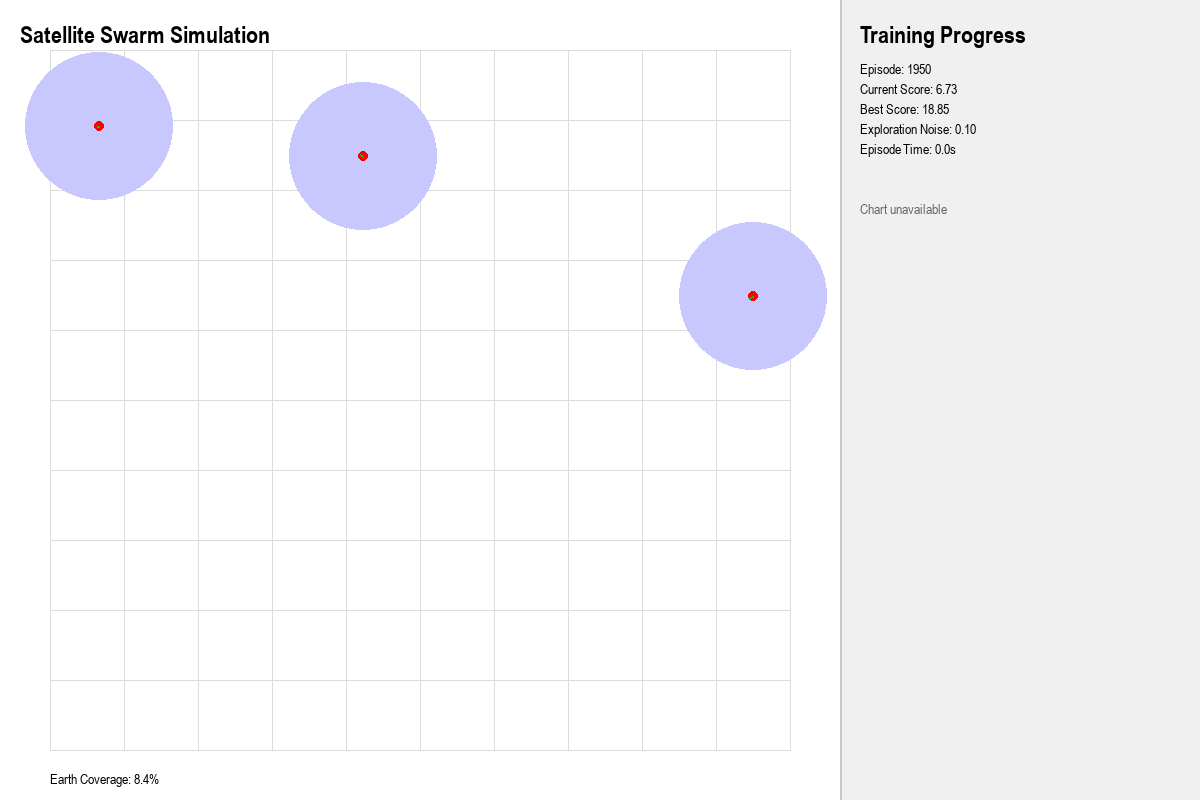 Satellite Swarm Simulation
Earth Coverage: 8.4%
Training Progress
Episode: 1950
Current Score: 6.73
Best Score: 18.85
Exploration Noise: 0.10
Episode Time: 0.0s
Chart unavailable